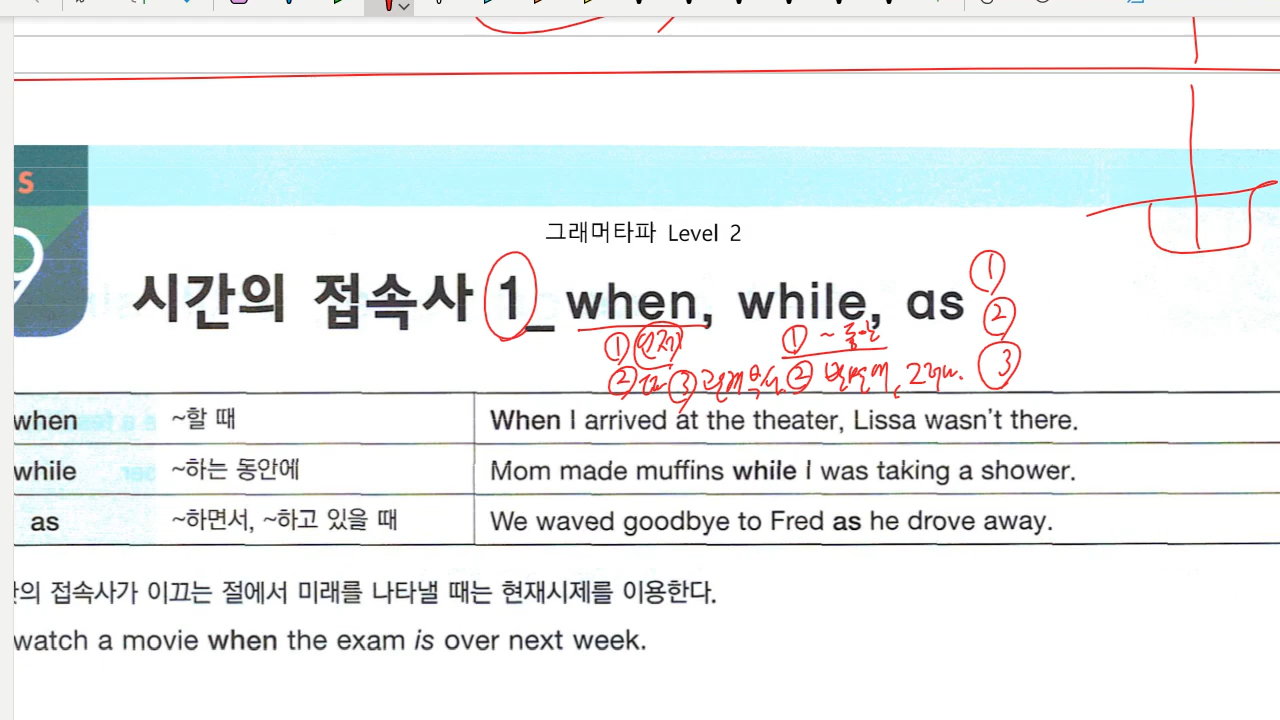 S
9
그래머타파 Level 2
시간의 접속사 1_ when, while, as ①
②
① 언제 ① ~ 동안
② ③ 관계부사 ② 반면에, 그러나. ③
when ~할 때 When I arrived at the theater, Lissa wasn't there.
while ~하는 동안에 Mom made muffins while I was taking a shower.
as ~하면서, ~하고 있을 때 We waved goodbye to Fred as he drove away.
의 접속사가 이끄는 절에서 미래를 나타낼 때는 현재시제를 이용한다.
watch a movie when the exam is over next week.